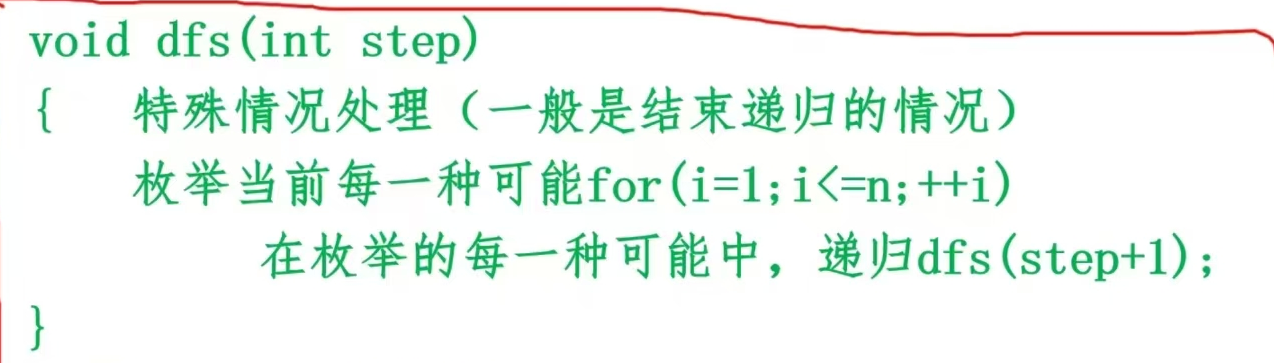 void dfs(int step)
{ 特殊情况处理（一般是结束递归的情况）
枚举当前每一种可能for(i=1;i<=n;++i)
在枚举的每一种可能中，递归dfs(step+1);
}